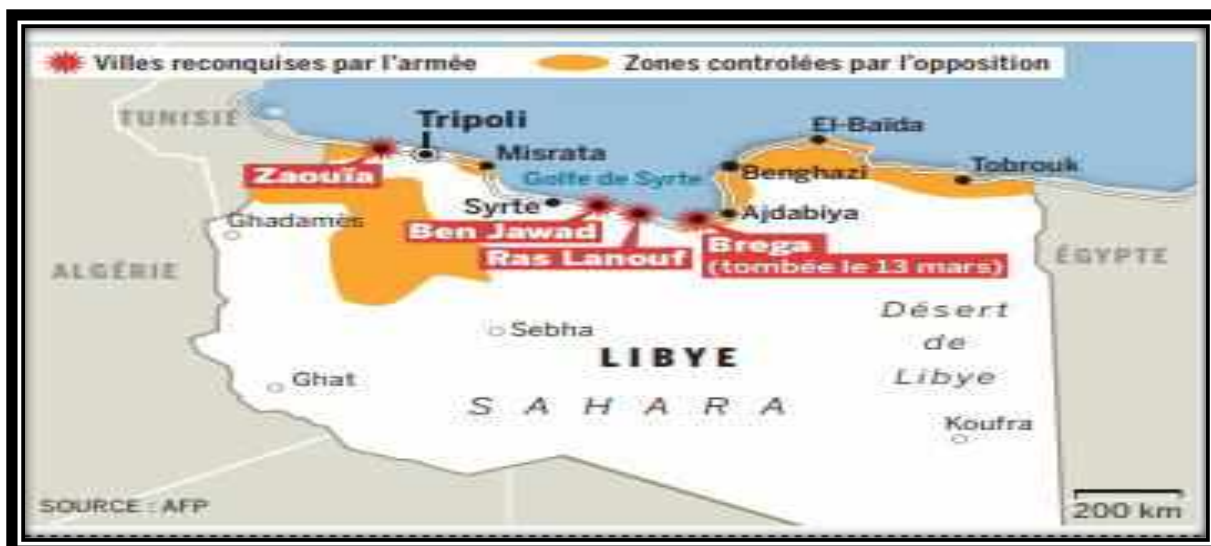 Villes reconquises par l'armée
Zones controlées par l'opposition
TUNISIE
Tripoli
El-Baïda
Misrata
Zaouïa
Golfe de Syrte
Benghazi
Tobrouk
Syrte
Ajdabiya
Ghadamès
Ben Jawad
Brega
(tombée le 13 mars)
Ras Lanouf
ALGÉRIE
ÉGYPTE
Désert
de
Libye
Sebha
LIBYE
Ghat
SAHARA
Koufra
SOURCE : AFP
200 km